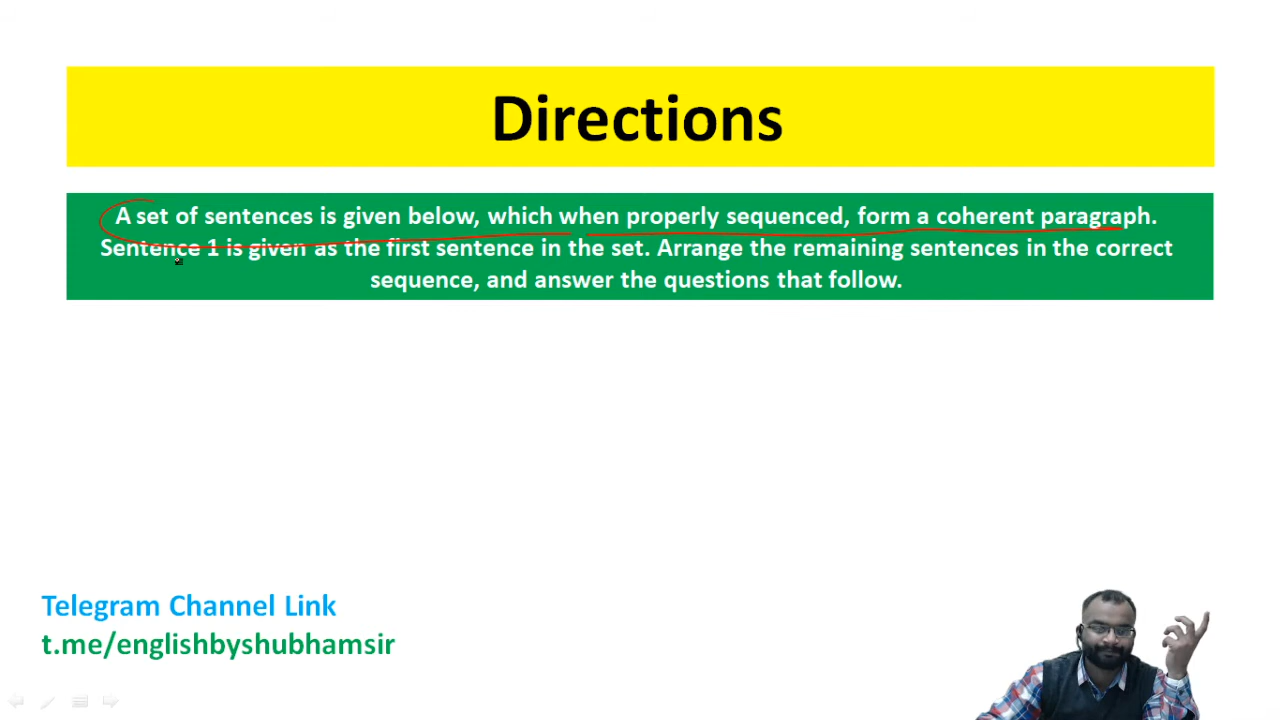 Directions
A set of sentences is given below, which when properly sequenced, form a coherent paragraph.
Sentence 1 is given as the first sentence in the set. Arrange the remaining sentences in the correct
sequence, and answer the questions that follow.
Telegram Channel Link
t.me/englishbyshubhamsir